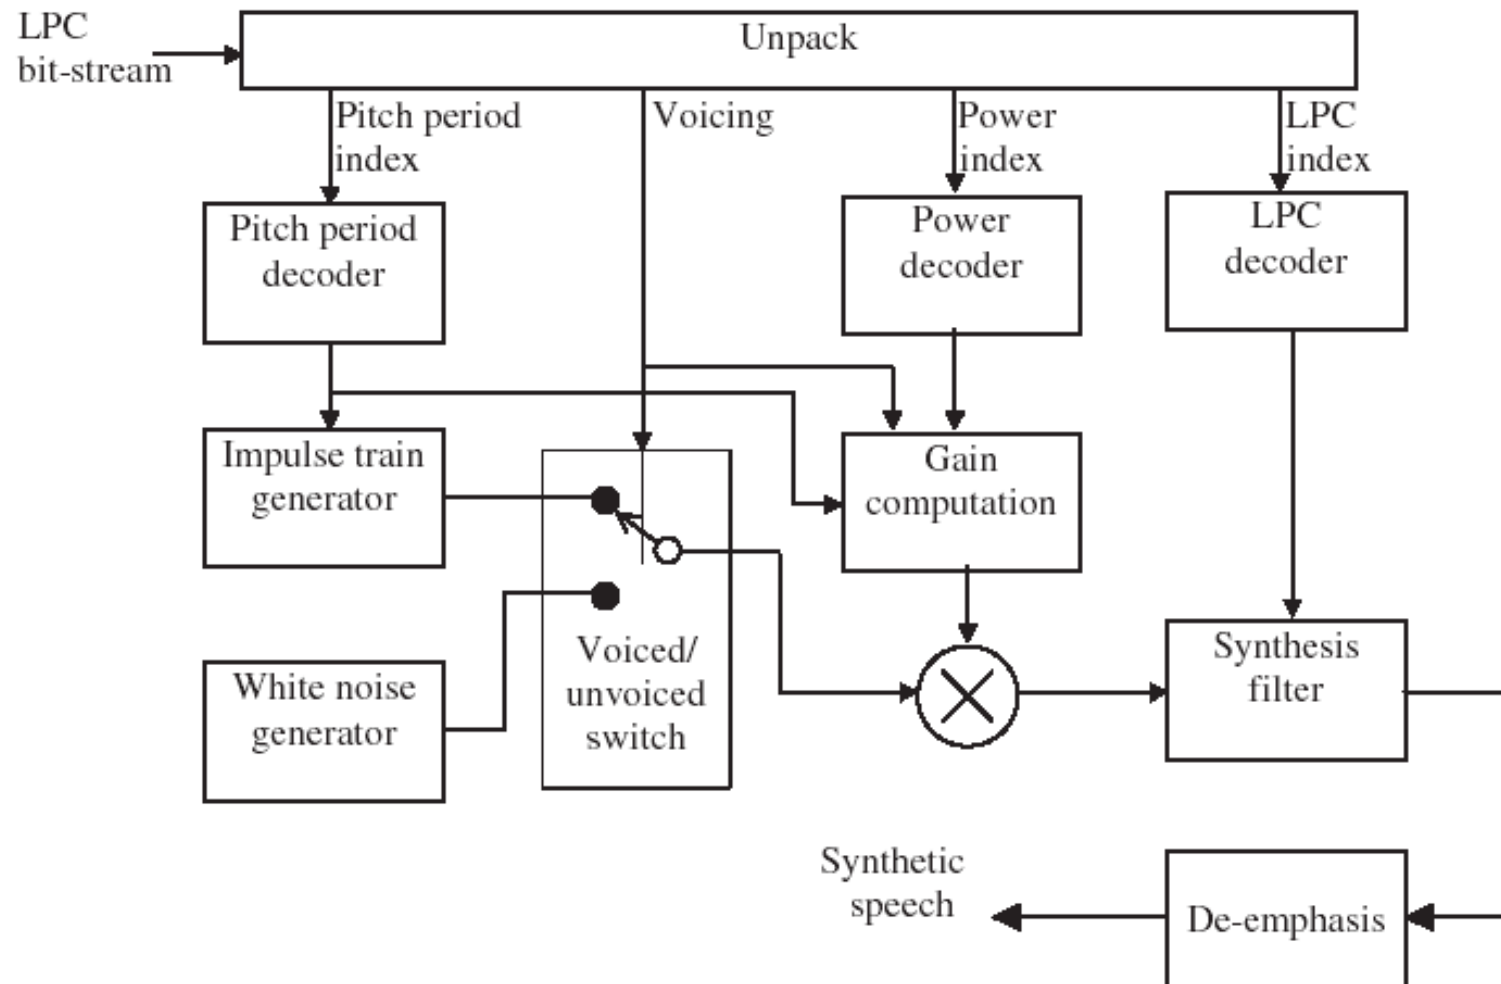 LPC
bit-stream
Unpack
Pitch period
index
Voicing
Power
index
LPC
index
Pitch period
decoder
Power
decoder
LPC
decoder
Impulse train
generator
Gain
computation
White noise
generator
Voiced/
unvoiced
switch
Synthesis
filter
Synthetic
speech
De-emphasis